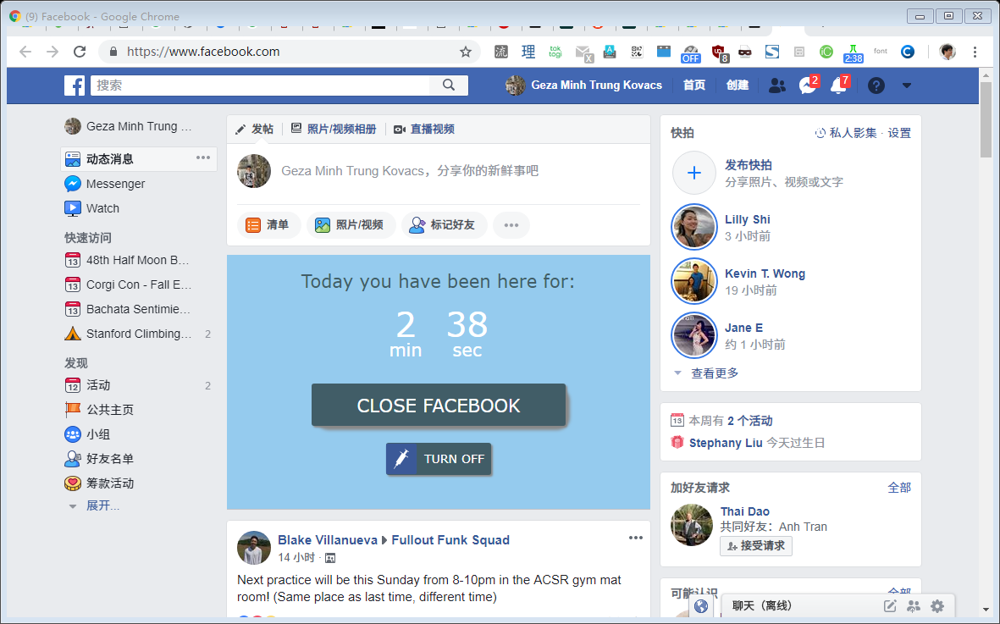 (9) Facebook - Google Chrome
https://www.facebook.com
流
理
tok
tog
X
OFF
8
2:38
font
搜索
Geza Minh Trung Kovacs
首页
创建
2
7
Geza Minh Trung ...
动态消息
Messenger
Watch
快速访问
13
48th Half Moon B...
13
Corgi Con - Fall E...
13
Bachata Sentimie...
Stanford Climbing... 2
发现
12
活动 2
公共主页
小组
好友名单
筹款活动
展开...
发帖
照片/视频相册
直播视频
Geza Minh Trung Kovacs，分享你的新鲜事吧
清单
照片/视频
标记好友
Today you have been here for:
2 38
min sec
CLOSE FACEBOOK
TURN OFF
Blake Villanueva Fullout Funk Squad
14 小时 ·
Next practice will be this Sunday from 8-10pm in the ACSR gym mat
room! (Same place as last time, different time)
快拍
私人影集 · 设置
发布快拍
分享照片、视频或文字
Lilly Shi
3 小时前
Kevin T. Wong
19 小时前
Jane E
约 1 小时前
查看更多
13
本周有 2 个活动
Stephany Liu 今天过生日
加好友请求 全部
Thai Dao
共同好友：Anh Tran
接受请求
可能认识 全部
聊天（离线）